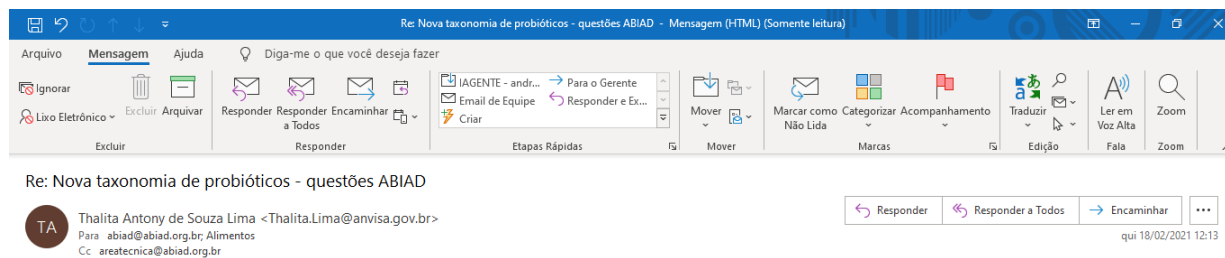 Re: Nova taxonomia de probióticos - questões ABIAD - Mensagem (HTML) (Somente leitura)
Arquivo Mensagem Ajuda Diga-me o que você deseja fazer
Ignorar
Lixo Eletrônico
Excluir Arquivar
Excluir
Responder Responder a Todos Encaminhar
Responder
IAGENTE - andr... Para o Gerente
Email de Equipe Responder e Ex...
Criar
Etapas Rápidas
Mover
Mover
Marcar como Não Lida Categorizar Acompanhamento
Marcas
Traduzir
Edição
Ler em Voz Alta
Fala
Zoom
Zoom
Re: Nova taxonomia de probióticos - questões ABIAD
TA
Thalita Antony de Souza Lima <Thalita.Lima@anvisa.gov.br>
Para abiad@abiad.org.br; Alimentos
Cc areatecnica@abiad.org.br
Responder Responder a Todos Encaminhar
qui 18/02/2021 12:13